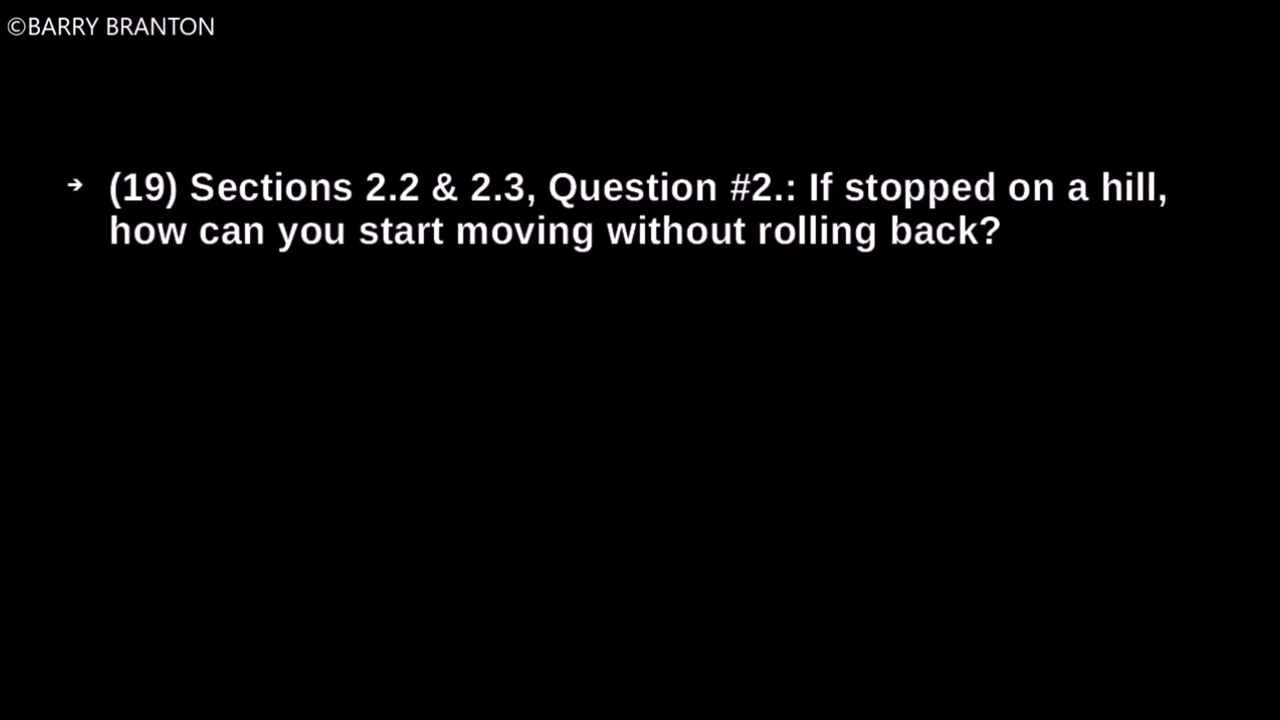 ©BARRY BRANTON
➔ (19) Sections 2.2 & 2.3, Question #2.: If stopped on a hill,
how can you start moving without rolling back?